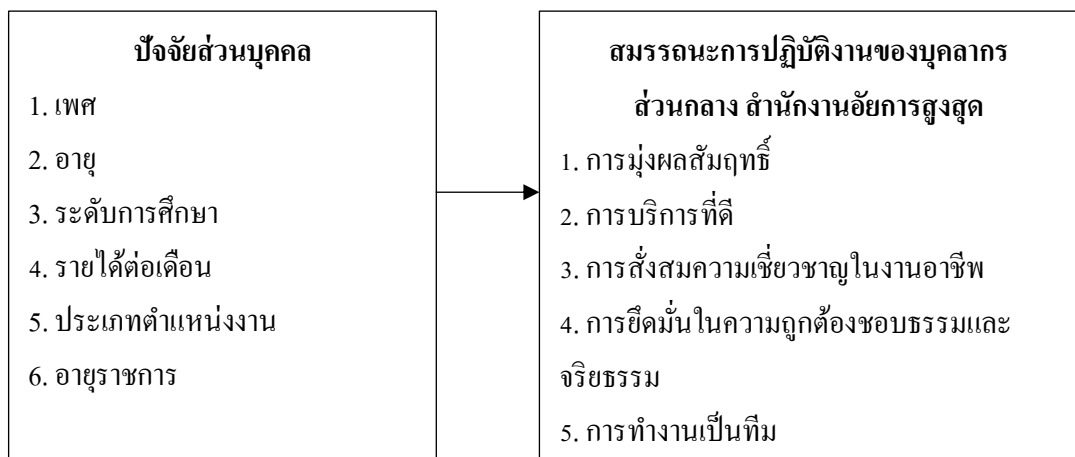 ปัจจัยส่วนบุคคล
1. เพศ
2. อายุ
3. ระดับการศึกษา
4. รายได้ต่อเดือน
5. ประเภทตำแหน่งงาน
6. อายุราชการ
สมรรถนะการปฏิบัติงานของบุคลากร
ส่วนกลาง สำนักงานอัยการสูงสุด
1. การมุ่งผลสัมฤทธิ์
2. การบริการที่ดี
3. การสั่งสมความเชี่ยวชาญในงานอาชีพ
4. การยึดมั่นในความถูกต้องชอบธรรมและ
จริยธรรม
5. การทำงานเป็นทีม